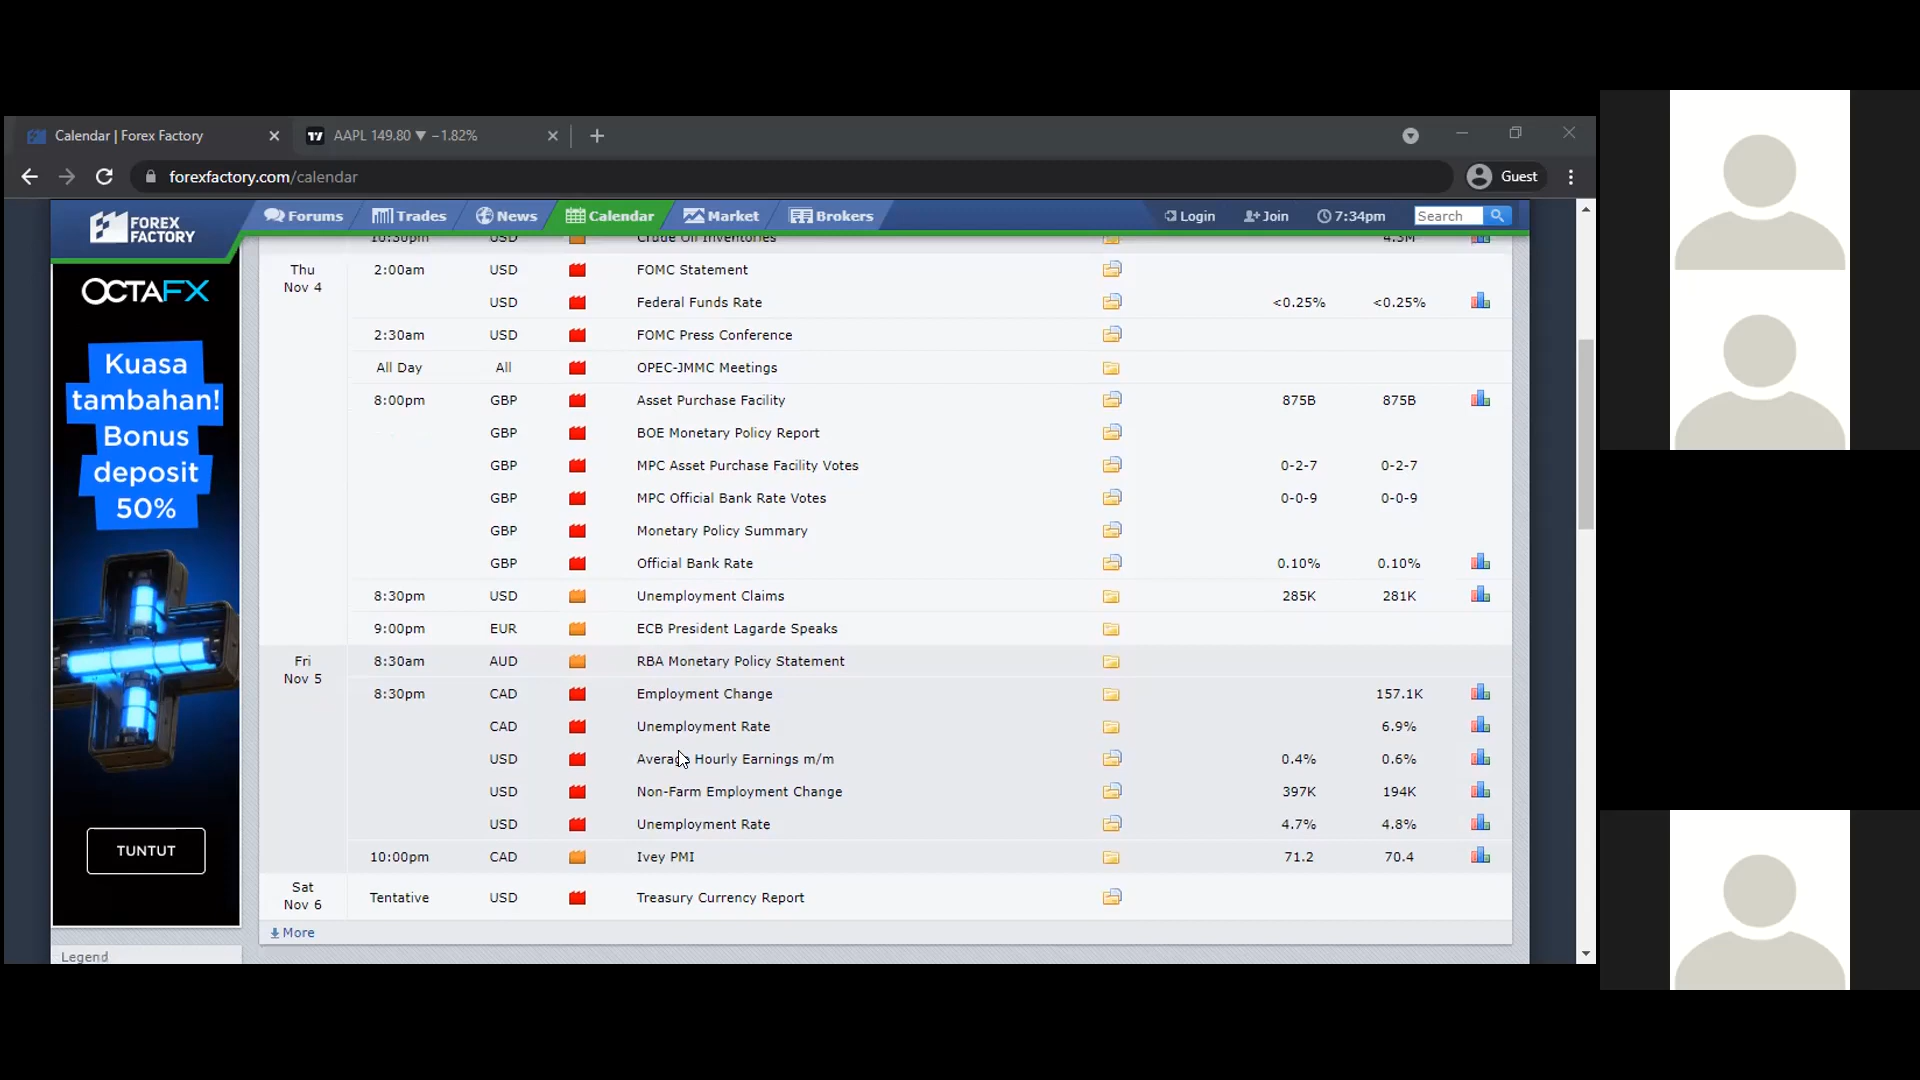 Calendar | Forex Factory
AAPL 149.80 ▼ −1.82%
forexfactory.com/calendar
Guest
FOREX FACTORY
Forums
Trades
News
Calendar
Market
Brokers
Login
Join
7:34pm
Search
OCTAFX
Kuasa
tambahan!
Bonus
deposit
50%
TUNTUT
Legend
10:30pm USD Crude Oil Inventories 4.3M
Thu Nov 4 2:00am USD FOMC Statement
USD Federal Funds Rate <0.25% <0.25%
2:30am USD FOMC Press Conference
All Day All OPEC-JMMC Meetings
8:00pm GBP Asset Purchase Facility 875B 875B
GBP BOE Monetary Policy Report
GBP MPC Asset Purchase Facility Votes 0-2-7 0-2-7
GBP MPC Official Bank Rate Votes 0-0-9 0-0-9
GBP Monetary Policy Summary
GBP Official Bank Rate 0.10% 0.10%
8:30pm USD Unemployment Claims 285K 281K
9:00pm EUR ECB President Lagarde Speaks
Fri Nov 5 8:30am AUD RBA Monetary Policy Statement
8:30pm CAD Employment Change 157.1K
CAD Unemployment Rate 6.9%
USD Average Hourly Earnings m/m 0.4% 0.6%
USD Non-Farm Employment Change 397K 194K
USD Unemployment Rate 4.7% 4.8%
10:00pm CAD Ivey PMI 71.2 70.4
Sat Nov 6 Tentative USD Treasury Currency Report
More